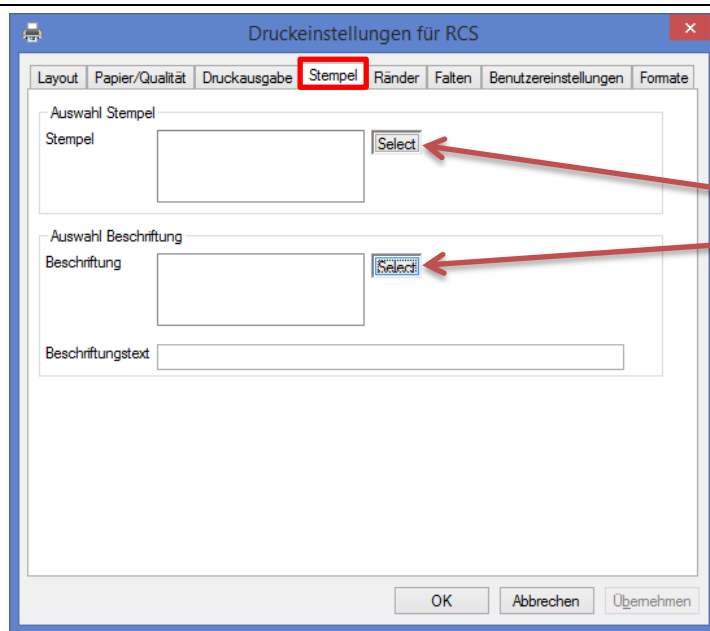 Druckeinstellungen für RCS
Layout Papier/Qualität Druckausgabe Stempel Ränder Falten Benutzereinstellungen Formate
Auswahl Stempel
Stempel Select
Auswahl Beschriftung
Beschriftung Select
Beschriftungstext
OK Abbrechen Übernehmen